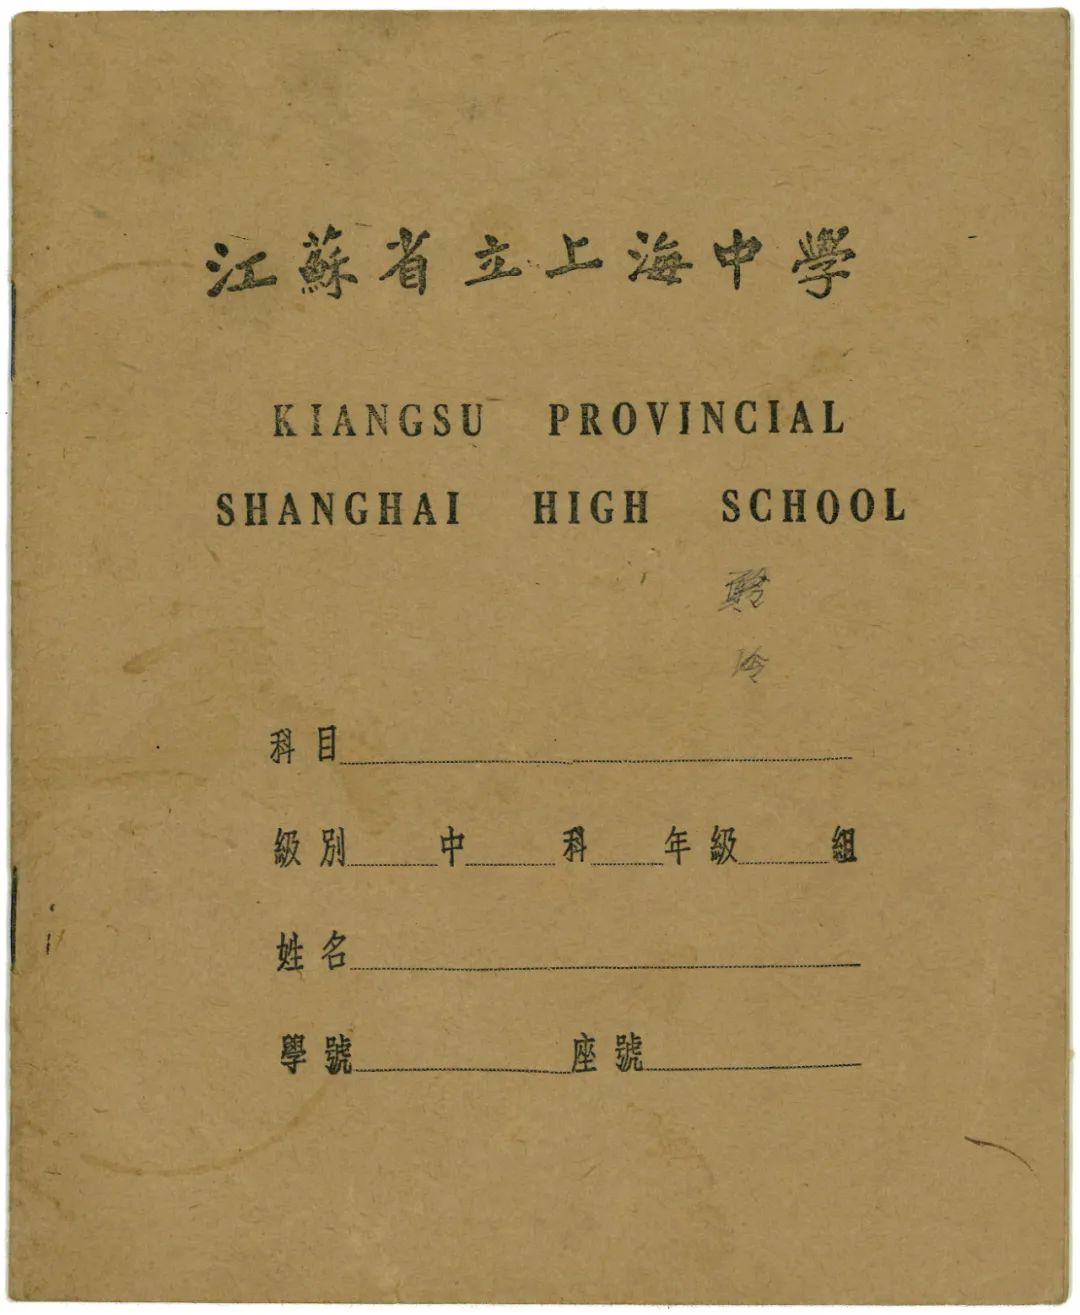 江蘇省立上海中學
KIANGSU PROVINCIAL
SHANGHAI HIGH SCHOOL
科目
級別 中 科 年級 組
姓名
學號 座號